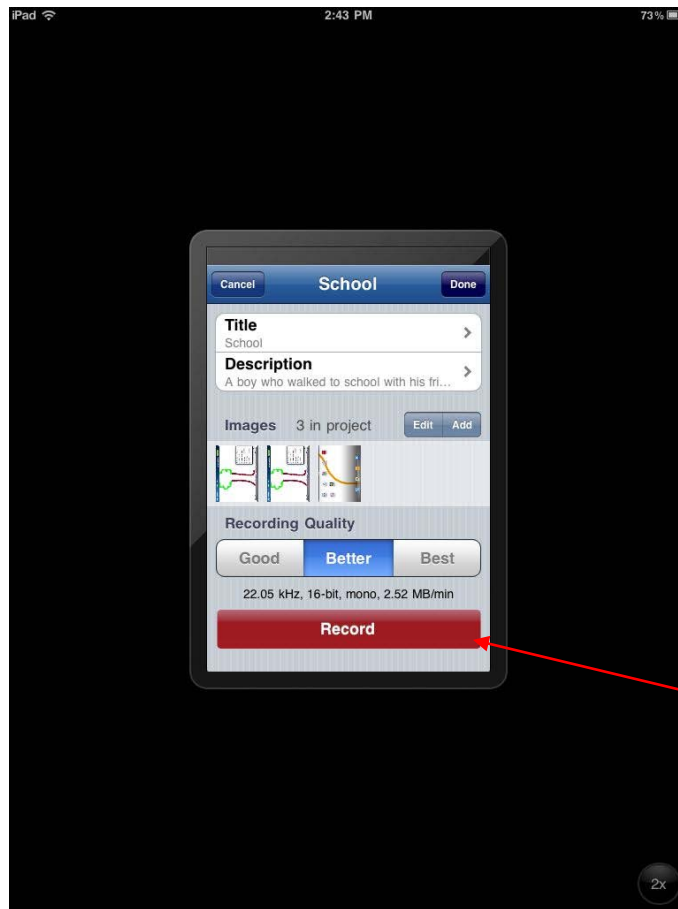 iPad 2:43 PM 73%
Cancel School Done
Title
School
Description
A boy who walked to school with his fri...
Images 3 in project Edit Add
Recording Quality
Good Better Best
22.05 kHz, 16-bit, mono, 2.52 MB/min
Record
2x